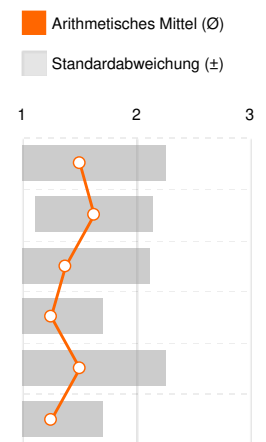 Arithmetisches Mittel (Ø)
Standardabweichung (±)
1 2 3